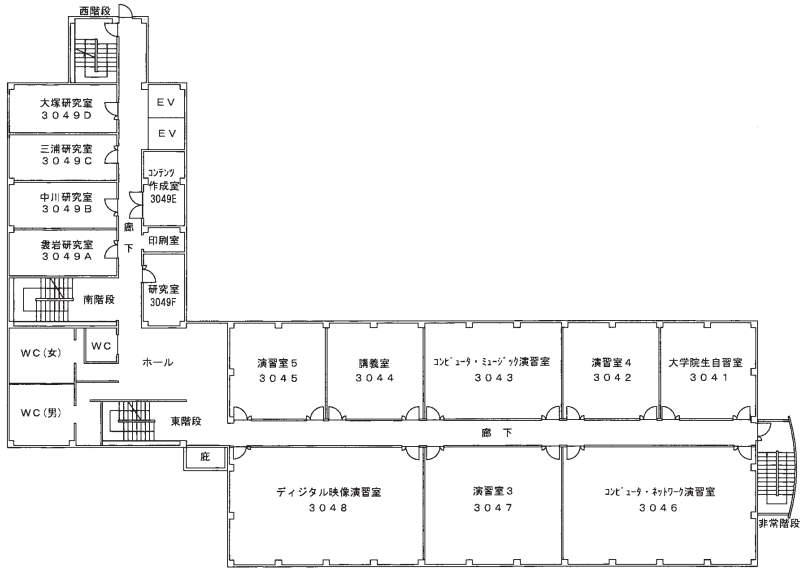 西階段
大塚研究室
３０４９Ｄ
ＥＶ
ＥＶ
三浦研究室
３０４９Ｃ
ｺﾝﾃﾝﾂ
作成室
3049E
中川研究室
３０４９Ｂ
廊
下
印刷室
裊岩研究室
３０４９Ａ
研究室
3049F
南階段
ＷＣ(女)
ＷＣ
ホール
ＷＣ(男)
東階段
庇
演習室５
３０４５
講義室
３０４４
ｺﾝﾋﾟｭｰﾀ・ﾐｭｰｼﾞｯｸ演習室
３０４３
演習室４
３０４２
大学院生自習室
３０４１
廊 下
ディジタル映像演習室
３０４８
演習室３
３０４７
ｺﾝﾋﾟｭｰﾀ・ﾈｯﾄﾜｰｸ演習室
３０４６
非常階段